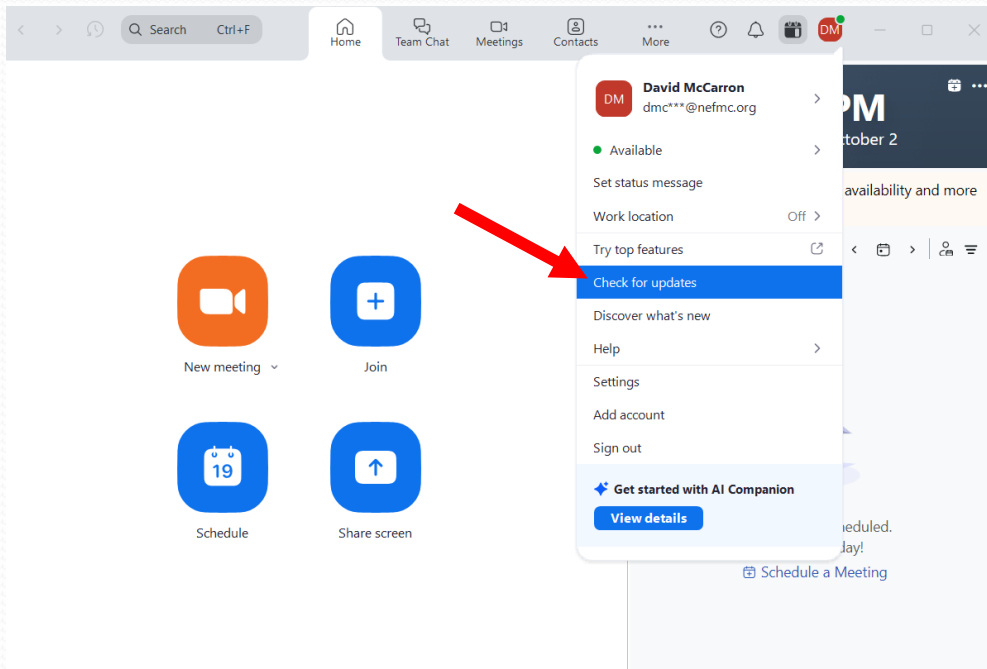 Search Ctrl+F
Home
Team Chat
Meetings
Contacts
More
DM
David McCarron
DM
dmc***@nefmc.org
PM
October 2
Available
Set status message
availability and more
Work location Off
Try top features
Check for updates
Discover what's new
Help
Settings
Add account
Sign out
Get started with AI Companion
View details
New meeting
Join
19
Schedule
Share screen
Schedule a Meeting